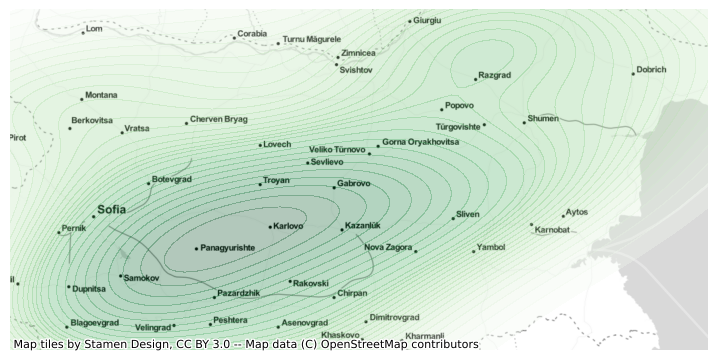 Giurgiu
Lom
Corabia
Turnu Măgurele
Zimnicea
Svishtov
Razgrad
Dobrich
Montana
Popovo
Berkovitsa
Cherven Bryag
Shumen
Vratsa
Tŭrgovishte
Pirot
Lovech
Gorna Oryakhovitsa
Veliko Tŭrnovo
Sevlievo
Botevgrad
Troyan
Gabrovo
Sofia
Aytos
Sliven
Pernik
Karlovo
Kazanlŭk
Karnobat
Panagyurishte
Nova Zagora
Yambol
il
Samokov
Dupnitsa
Rakovski
Pazardzhik
Chirpan
Blagoevgrad
Velingrad
Peshtera
Asenovgrad
Dimitrovgrad
Khaskovo
Kharmanli
Map tiles by Stamen Design, CC BY 3.0 -- Map data (C) OpenStreetMap contributors